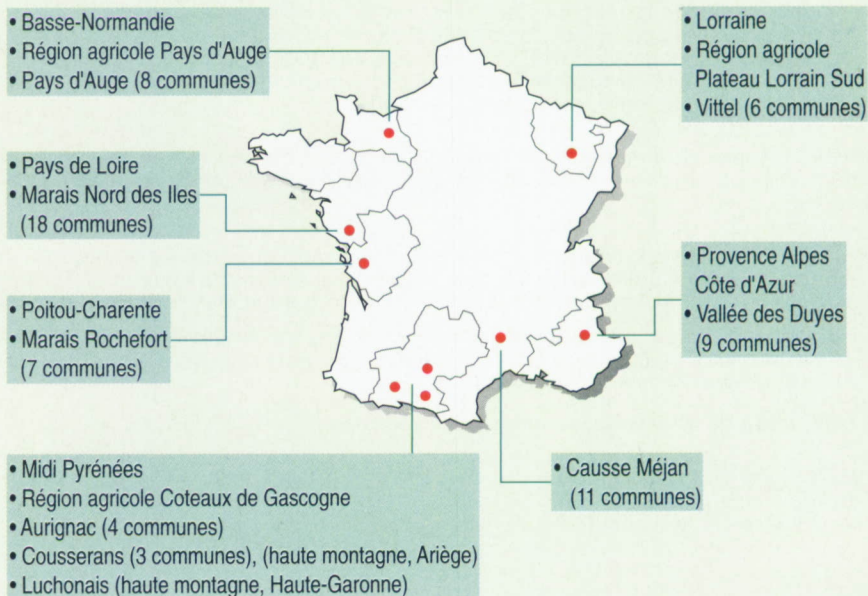 • Basse-Normandie
• Région agricole Pays d'Auge
• Pays d'Auge (8 communes)
• Lorraine
• Région agricole
Plateau Lorrain Sud
• Vittel (6 communes)
• Pays de Loire
• Marais Nord des Iles
(18 communes)
• Provence Alpes
Côte d'Azur
• Vallée des Duyes
(9 communes)
• Poitou-Charente
• Marais Rochefort
(7 communes)
• Midi Pyrénées
• Région agricole Coteaux de Gascogne
• Aurignac (4 communes)
• Cousserans (3 communes), (haute montagne, Ariège)
• Luchonais (haute montagne, Haute-Garonne)
• Causse Méjan
(11 communes)